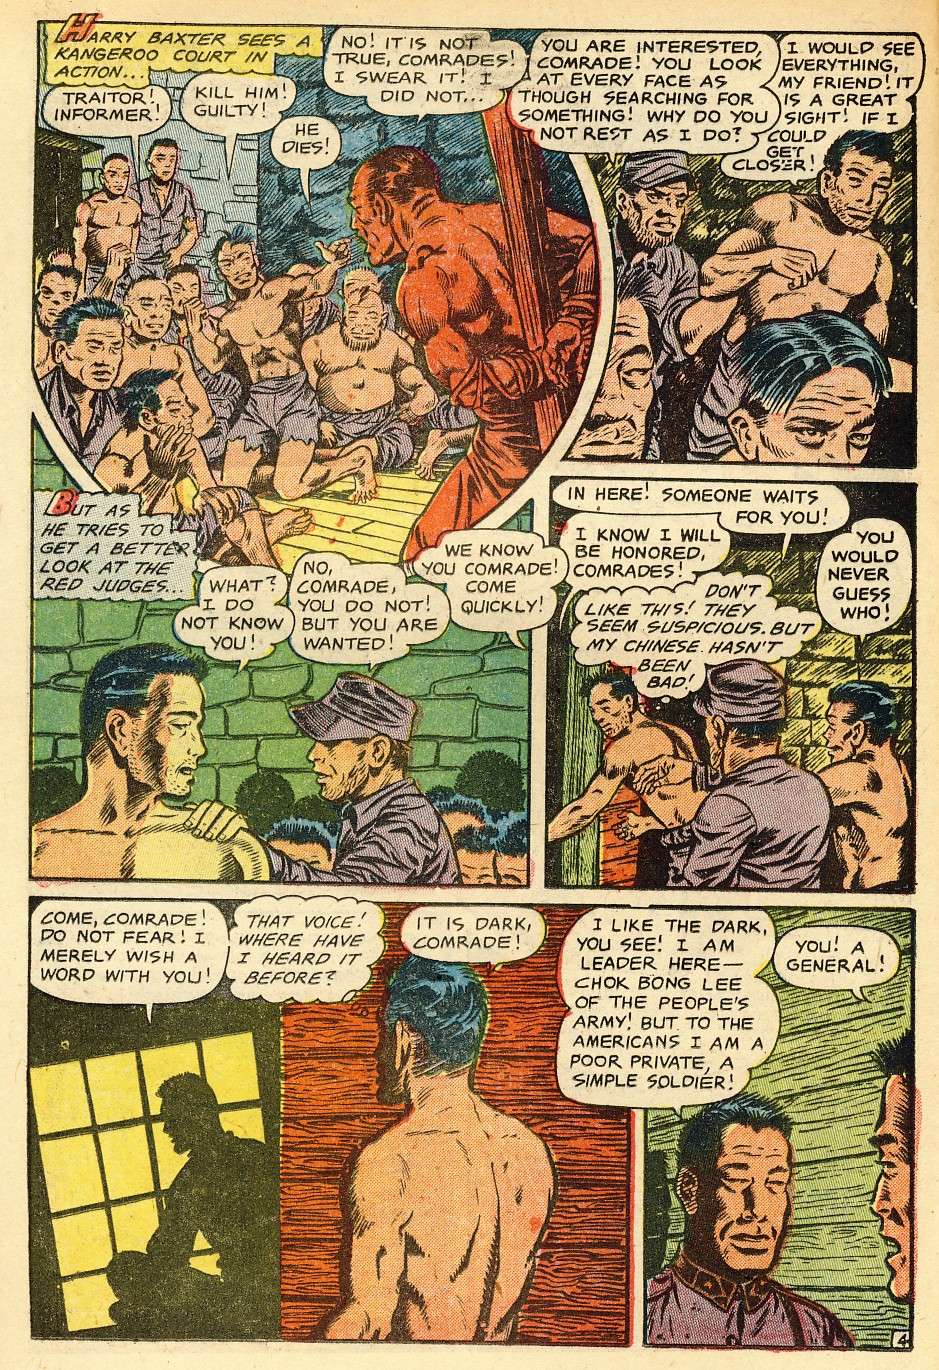 HARRY BAXTER SEES A
KANGEROO COURT IN
ACTION...
TRAITOR!
INFORMER!
KILL HIM!
GUILTY!
HE
DIES!
NO! IT IS NOT
TRUE, COMRADES!
I SWEAR IT! I
DID NOT...
YOU ARE INTERESTED,
COMRADE! YOU LOOK
AT EVERY FACE AS
THOUGH SEARCHING FOR
SOMETHING! WHY DO YOU
NOT REST AS I DO?
I WOULD SEE
EVERYTHING,
MY FRIEND! IT
IS A GREAT
SIGHT! IF I
COULD
GET
CLOSER!
BUT AS
HE TRIES TO
GET A BETTER
LOOK AT THE
RED JUDGES...
WHAT?
I DO
NOT KNOW
YOU!
NO,
COMRADE,
YOU DO NOT!
BUT YOU ARE
WANTED!
WE KNOW
YOU COMRADE!
COME
QUICKLY!
IN HERE! SOMEONE WAITS
FOR YOU!
I KNOW I WILL
BE HONORED,
COMRADES!
DON'T
LIKE THIS! THEY
SEEM SUSPICIOUS. BUT
MY CHINESE HASN'T
BEEN
BAD!
YOU
WOULD
NEVER
GUESS
WHO!
COME, COMRADE!
DO NOT FEAR! I
MERELY WISH A
WORD WITH YOU!
THAT VOICE!
WHERE HAVE
I HEARD IT
BEFORE?
IT IS DARK,
COMRADE!
I LIKE THE DARK,
YOU SEE! I AM
LEADER HERE—
CHOK BONG LEE
OF THE PEOPLE'S
ARMY! BUT TO THE
AMERICANS I AM A
POOR PRIVATE, A
SIMPLE SOLDIER!
YOU! A
GENERAL!
4